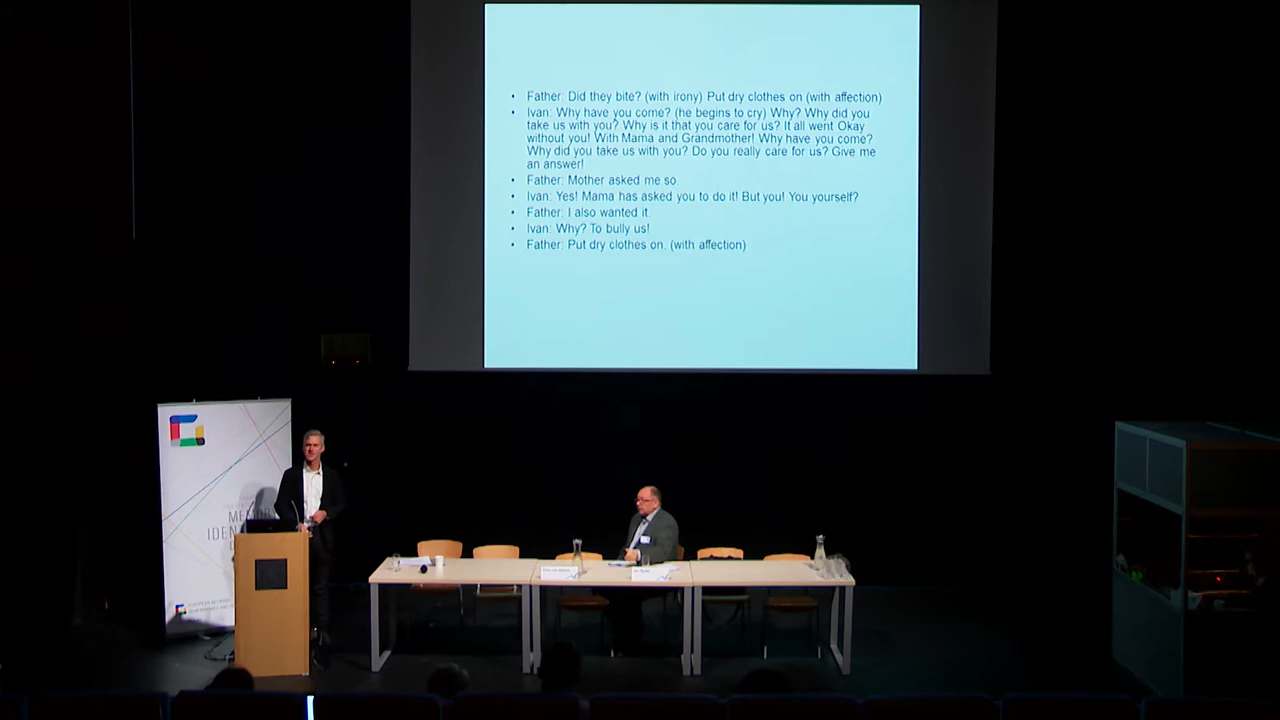 • Father: Did they bite? (with irony) Put dry clothes on (with affection)
• Ivan: Why have you come? (he begins to cry) Why? Why did you
take us with you? Why is it that you care for us? It all went Okay
without you! With Mama and Grandmother! Why have you come?
Why did you take us with you? Do you really care for us? Give me
an answer!
• Father: Mother asked me so.
• Ivan: Yes! Mama has asked you to do it! But you! You yourself?
• Father: I also wanted it.
• Ivan: Why? To bully us!
• Father: Put dry clothes on. (with affection)